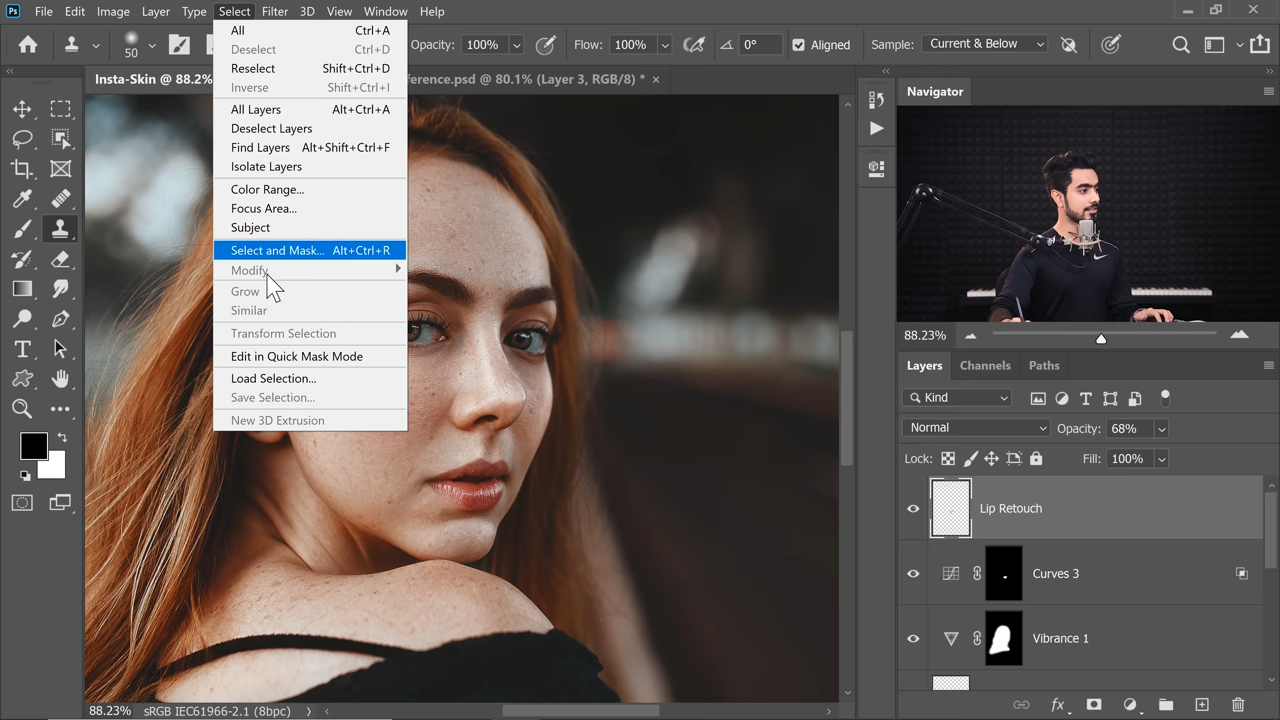 Ps File Edit Image Layer Type Select Filter 3D View Window Help
50 Opacity: 100% Flow: 100% 0° Aligned Sample: Current & Below
Insta-Skin @ 88.2% ference.psd @ 80.1% (Layer 3, RGB/8) * ×
All Ctrl+A
Deselect Ctrl+D
Reselect Shift+Ctrl+D
Inverse Shift+Ctrl+I
All Layers Alt+Ctrl+A
Deselect Layers
Find Layers Alt+Shift+Ctrl+F
Isolate Layers
Color Range...
Focus Area...
Subject
Select and Mask... Alt+Ctrl+R
Modify
Grow
Similar
Transform Selection
Edit in Quick Mask Mode
Load Selection...
Save Selection...
New 3D Extrusion
Navigator
88.23%
Layers Channels Paths
Kind
Normal Opacity: 68%
Lock: Fill: 100%
Lip Retouch
Curves 3
Vibrance 1
fx
88.23% sRGB IEC61966-2.1 (8bpc)